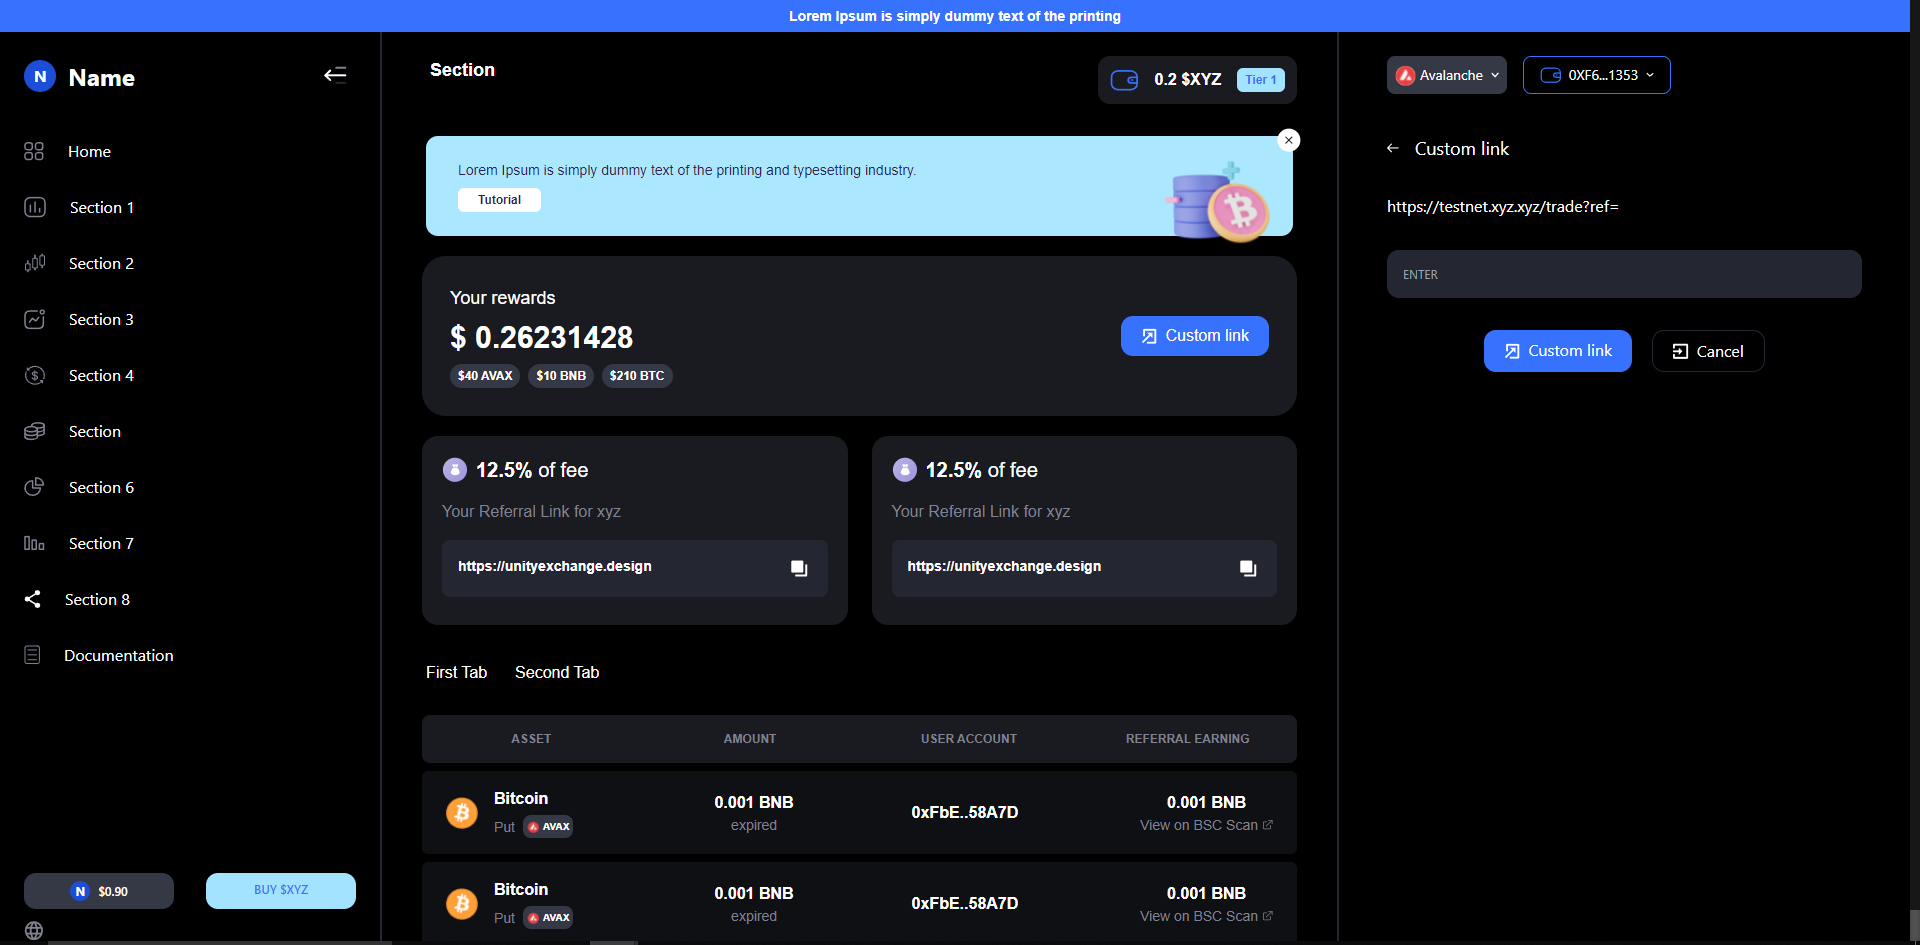 Lorem Ipsum is simply dummy text of the printing
N Name
Home
Section 1
Section 2
Section 3
Section 4
Section
Section 6
Section 7
Section 8
Documentation
N $0.90
BUY $XYZ
Section
0.2 $XYZ Tier 1
Lorem Ipsum is simply dummy text of the printing and typesetting industry.
Tutorial
Your rewards
$ 0.26231428
$40 AVAX $10 BNB $210 BTC
Custom link
12.5% of fee
Your Referral Link for xyz
https://unityexchange.design
12.5% of fee
Your Referral Link for xyz
https://unityexchange.design
First Tab Second Tab
ASSET AMOUNT USER ACCOUNT REFERRAL EARNING
Bitcoin
Put AVAX
0.001 BNB
expired
0xFbE..58A7D
0.001 BNB
View on BSC Scan
Bitcoin
Put AVAX
0.001 BNB
expired
0xFbE..58A7D
0.001 BNB
View on BSC Scan
Avalanche
0XF6...1353
Custom link
https://testnet.xyz.xyz/trade?ref=
ENTER
Custom link
Cancel